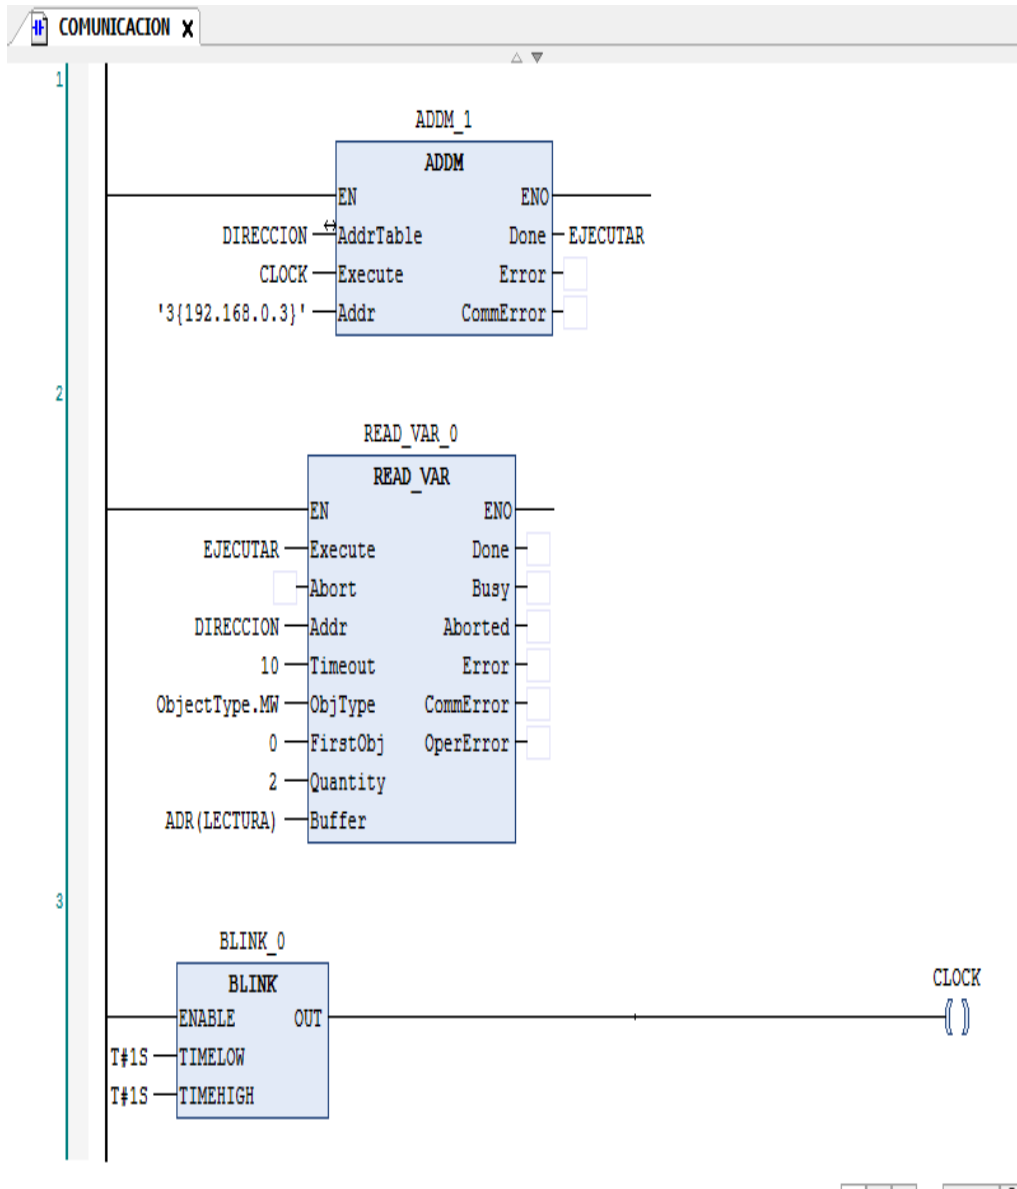 COMUNICACION X
1
ADDM_1
ADDM
EN ENO
DIRECCION AddrTable Done EJECUTAR
CLOCK Execute Error
'3{192.168.0.3}' Addr CommError
2
READ_VAR_0
READ_VAR
EN ENO
EJECUTAR Execute Done
Abort Busy
DIRECCION Addr Aborted
10 Timeout Error
ObjectType.MW ObjType CommError
0 FirstObj OperError
2 Quantity
ADR(LECTURA) Buffer
3
BLINK_0
BLINK
CLOCK
ENABLE OUT
T#1S TIMELOW
T#1S TIMEHIGH